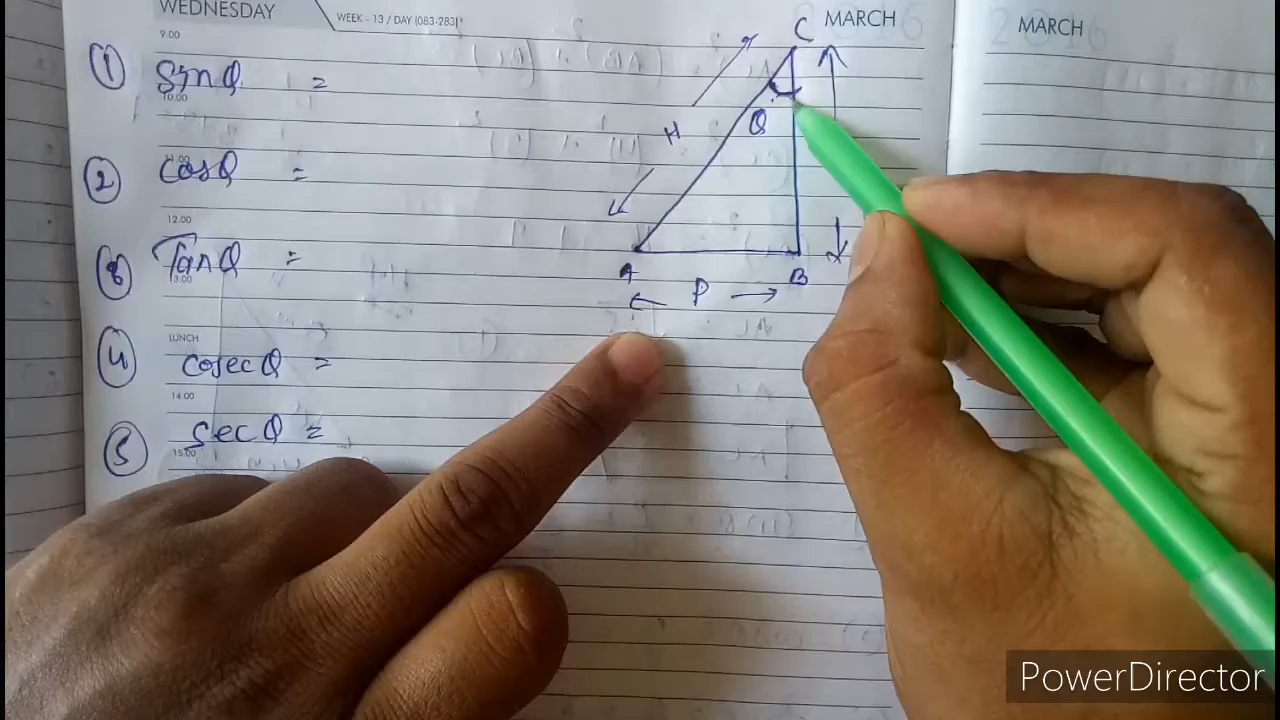 WEDNESDAY
WEEK - 13 / DAY (083-283)
MARCH
MARCH
2016
9.00
① Sinθ =
10.00
② Cosθ =
11.00
12.00
③ Tanθ =
13.00
LUNCH
④ cosecθ =
14.00
⑤ secθ =
15.00
C
H
θ
A
B
P
PowerDirector